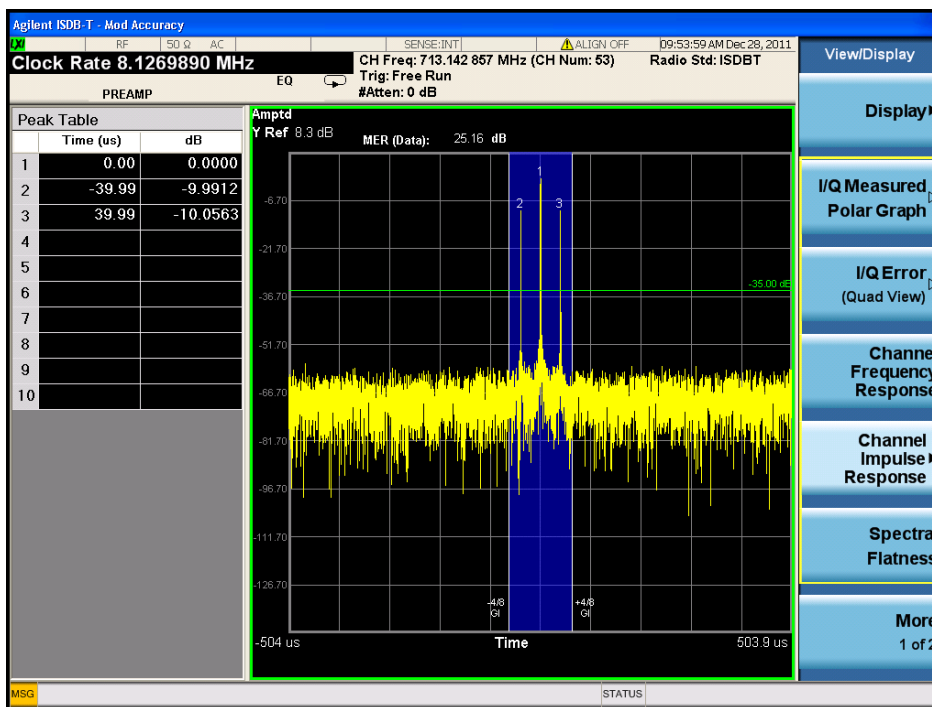 Agilent ISDB-T - Mod Accuracy
LXI RF 50 Ω AC SENSE:INT ALIGN OFF 09:53:59 AM Dec 28, 2011
Clock Rate 8.1269890 MHz
PREAMP
EQ
CH Freq: 713.142 857 MHz (CH Num: 53)
Trig: Free Run
#Atten: 0 dB
Radio Std: ISDBT
Peak Table
Time (us) dB
1 0.00 0.0000
2 -39.99 -9.9912
3 39.99 -10.0563
4
5
6
7
8
9
10
Amptd
Y Ref 8.3 dB
MER (Data): 25.16 dB
1
2 3
-6.70
-21.70
-35.00 dB
-36.70
-51.70
-66.70
-81.70
-96.70
-111.70
-126.70
-4/8
GI
+4/8
GI
-504 us Time 503.9 us
View/Display
Display
I/Q Measured
Polar Graph
I/Q Error
(Quad View)
Channe
Frequency
Response
Channel
Impulse
Response
Spectra
Flatness
More
1 of 2
MSG STATUS